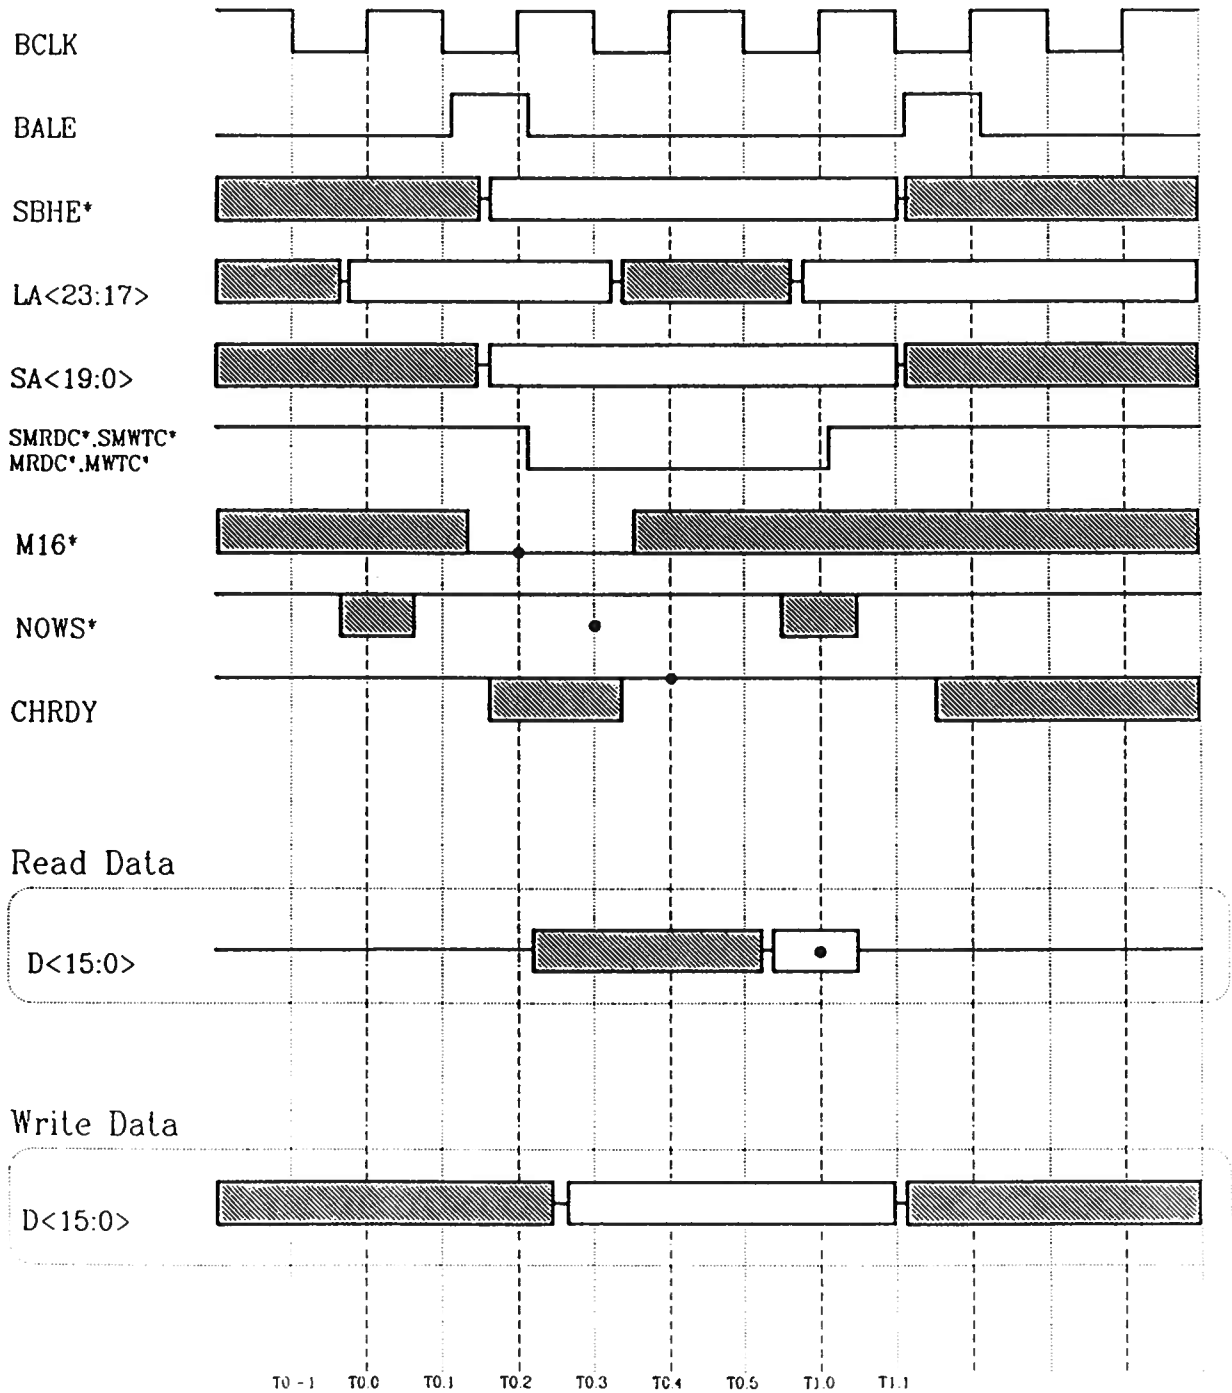 BCLK
BALE
SBHE*
LA<23:17>
SA<19:0>
SMRDC*,SMWTC*
MRDC*,MWTC*
M16*
NOWS*
CHRDY
Read Data
D<15:0>
Write Data
D<15:0>
T0-1 T0.0 T0.1 T0.2 T0.3 T0.4 T0.5 T1.0 T1.1